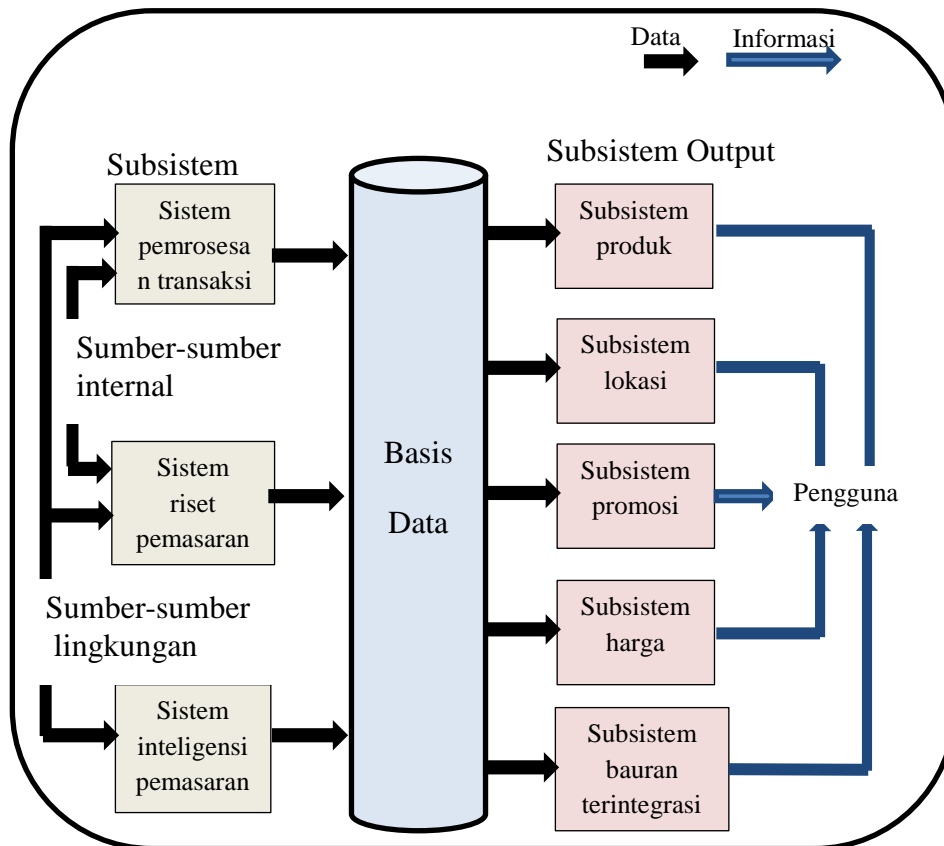 Data
Informasi
Subsistem
Subsistem Output
Sistem
pemrosesa
n transaksi
Sumber-sumber
internal
Sistem
riset
pemasaran
Sumber-sumber
lingkungan
Sistem
inteligensi
pemasaran
Basis
Data
Subsistem
produk
Subsistem
lokasi
Subsistem
promosi
Subsistem
harga
Subsistem
bauran
terintegrasi
Pengguna